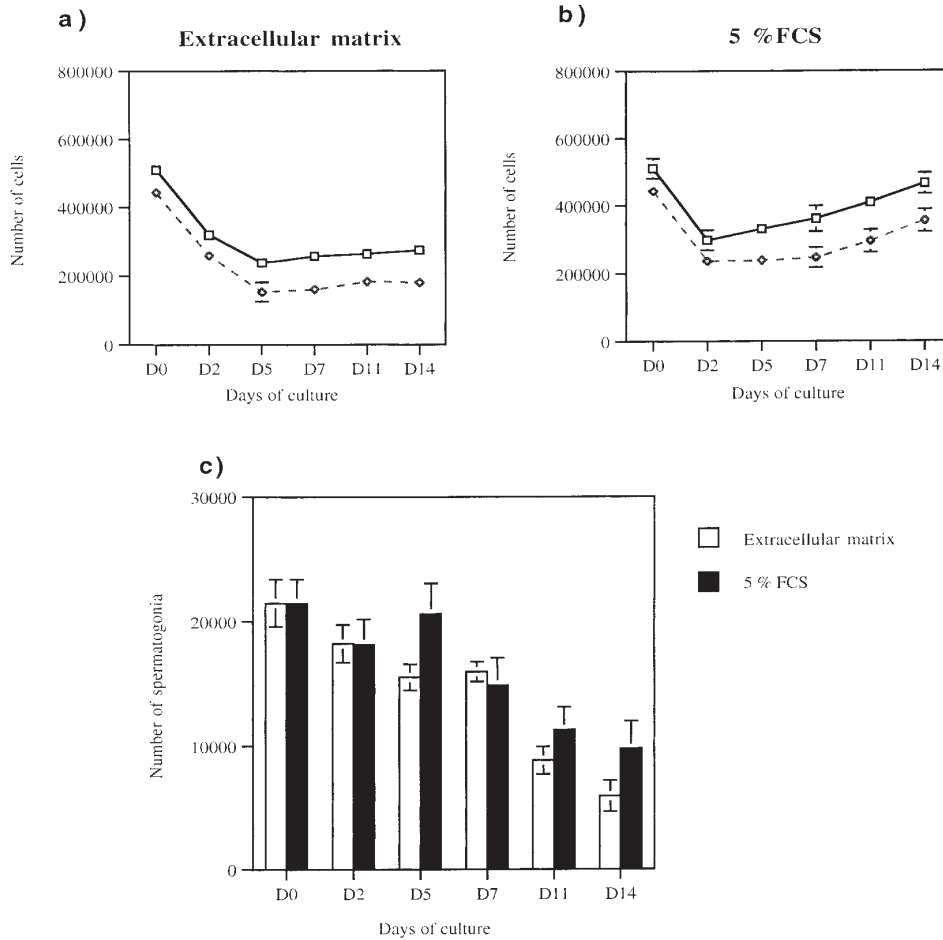 a)
Extracellular matrix
800000
600000
400000
200000
0
Number of cells
D0 D2 D5 D7 D11 D14
Days of culture
b)
5 %FCS
800000
600000
400000
200000
0
Number of cells
D0 D2 D5 D7 D11 D14
Days of culture
c)
30000
20000
10000
0
Number of spermatogonia
D0 D2 D5 D7 D11 D14
Days of culture
Extracellular matrix
5 % FCS